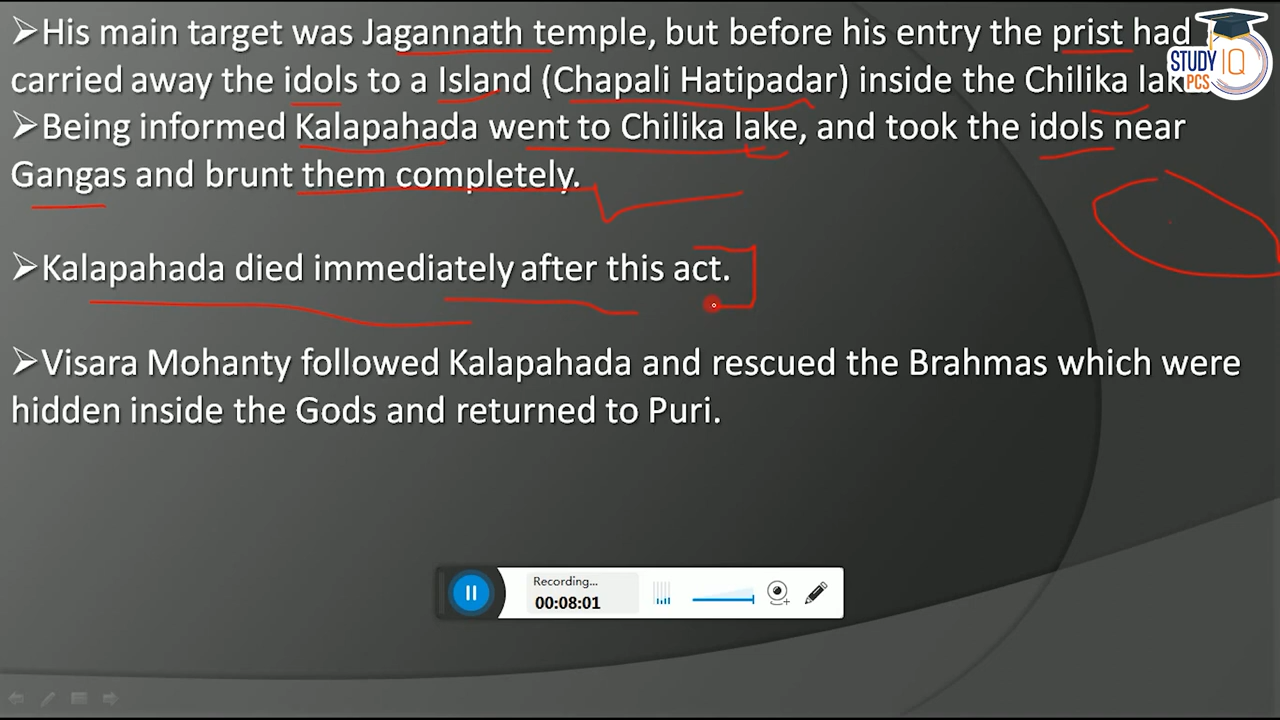 ➢His main target was Jagannath temple, but before his entry the prist had
carried away the idols to a Island (Chapali Hatipadar) inside the Chilika
➢Being informed Kalapahada went to Chilika lake, and took the idols near
Gangas and brunt them completely.
➢Kalapahada died immediately after this act.
➢Visara Mohanty followed Kalapahada and rescued the Brahmas which were
hidden inside the Gods and returned to Puri.
STUDY IQ
PCS
Recording...
00:08:01